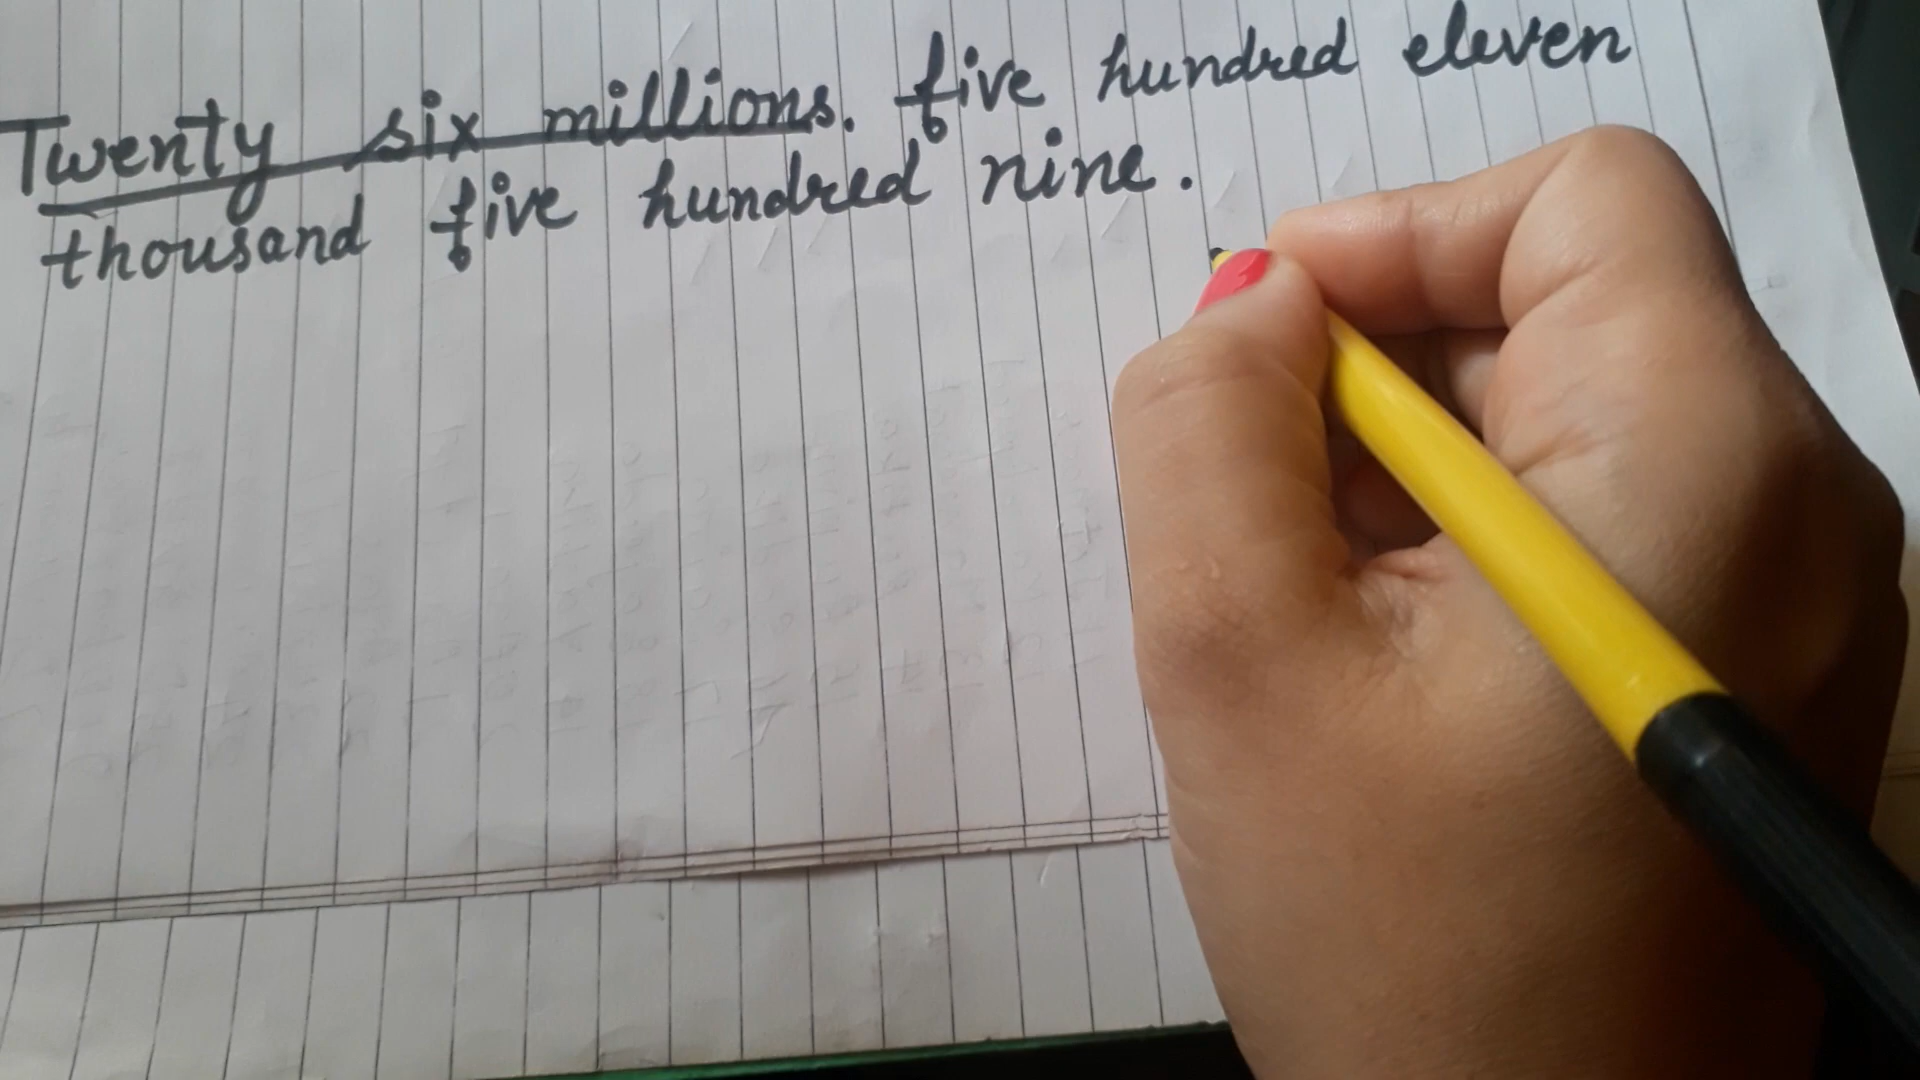 Twenty six millions. five hundred eleven
thousand five hundred nine.